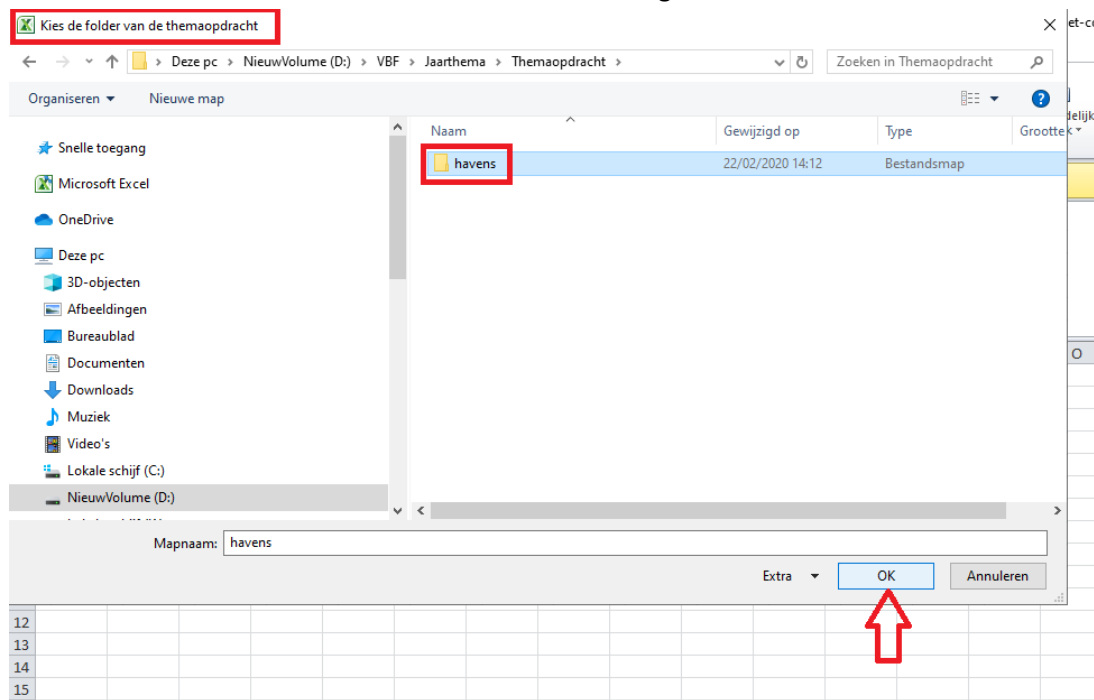 Kies de folder van de themaopdracht
Deze pc > NieuwVolume (D:) > VBF > Jaarthema > Themaopdracht >
Zoeken in Themaopdracht
Organiseren
Nieuwe map
Naam
Gewijzigd op
Type
Grootte
havens
22/02/2020 14:12
Bestandsmap
Snelle toegang
Microsoft Excel
OneDrive
Deze pc
3D-objecten
Afbeeldingen
Bureaublad
Documenten
Downloads
Muziek
Video's
Lokale schijf (C:)
NieuwVolume (D:)
Mapnaam: havens
Extra
OK
Annuleren
O
12
13
14
15